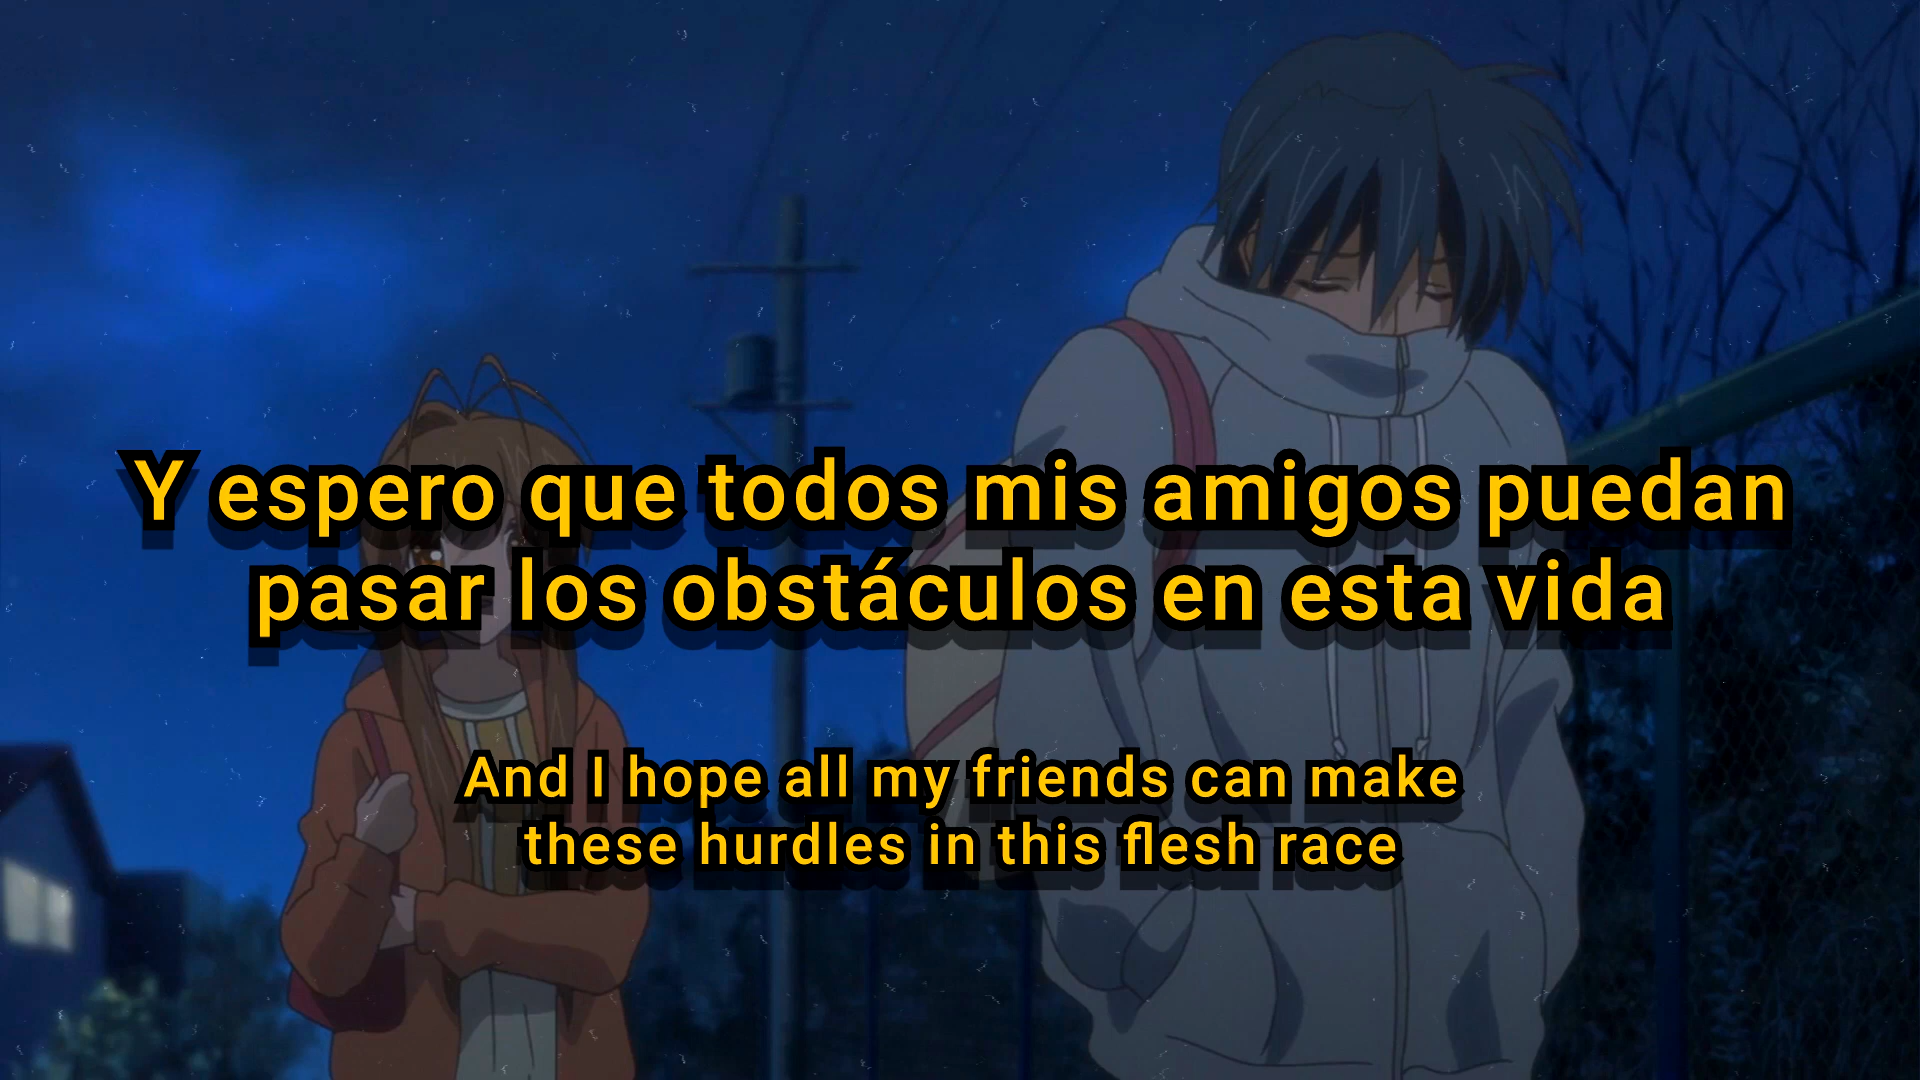 Y espero que todos mis amigos puedan
pasar los obstáculos en esta vida
And I hope all my friends can make
these hurdles in this flesh race